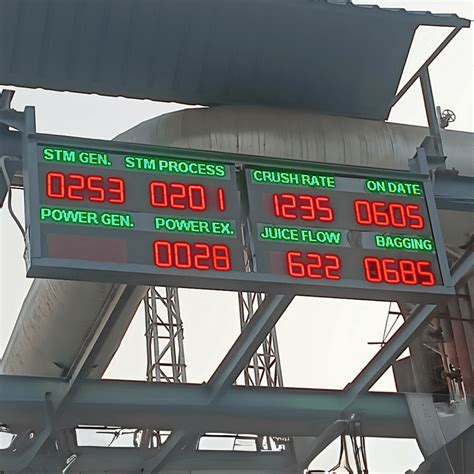 STM GEN. STM PROCESS CRUSH RATE ON DATE
0253 0201 1235 0605
POWER GEN. POWER EX. JUICE FLOW BAGGING
0028 622 0685